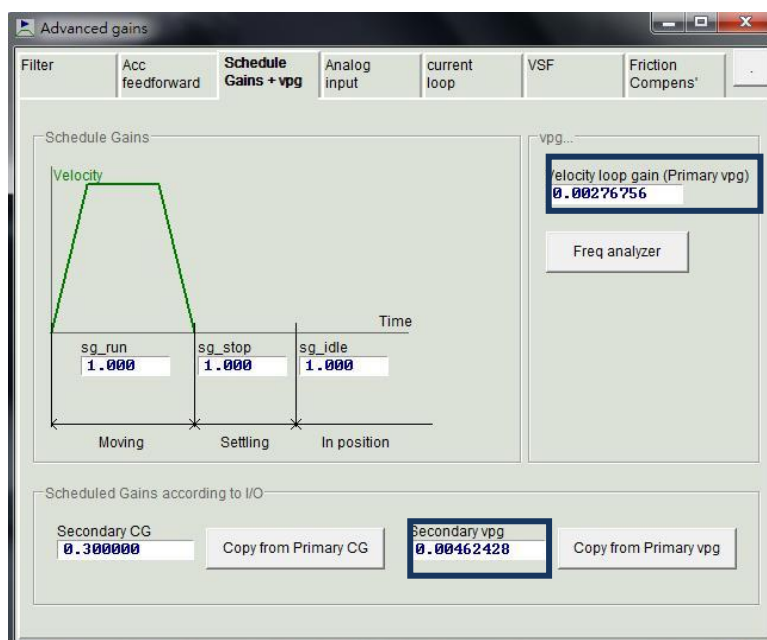 Advanced gains
Filter
Acc feedforward
Schedule Gains + vpg
Analog input
current loop
VSF
Friction Compens'
.
Schedule Gains
Velocity
Time
sg_run
1.000
sg_stop
1.000
sg_idle
1.000
Moving
Settling
In position
vpg...
Velocity loop gain (Primary vpg)
0.00276756
Freq analyzer
Scheduled Gains according to I/O
Secondary CG
0.300000
Copy from Primary CG
Secondary vpg
0.00462428
Copy from Primary vpg